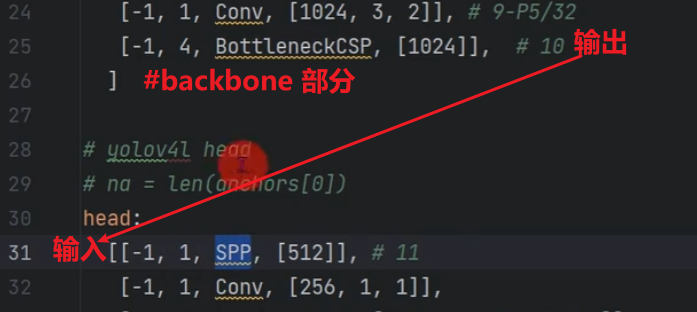 24 [-1, 1, Conv, [1024, 3, 2]], # 9-P5/32
25 [-1, 4, BottleneckCSP, [1024]], # 10 输出
26 ] #backbone 部分
27
28 # yolov4l head
29 # na = len(anchors[0])
30 head:
31 输入 [[-1, 1, SPP, [512]], # 11
32 [-1, 1, Conv, [256, 1, 1]],